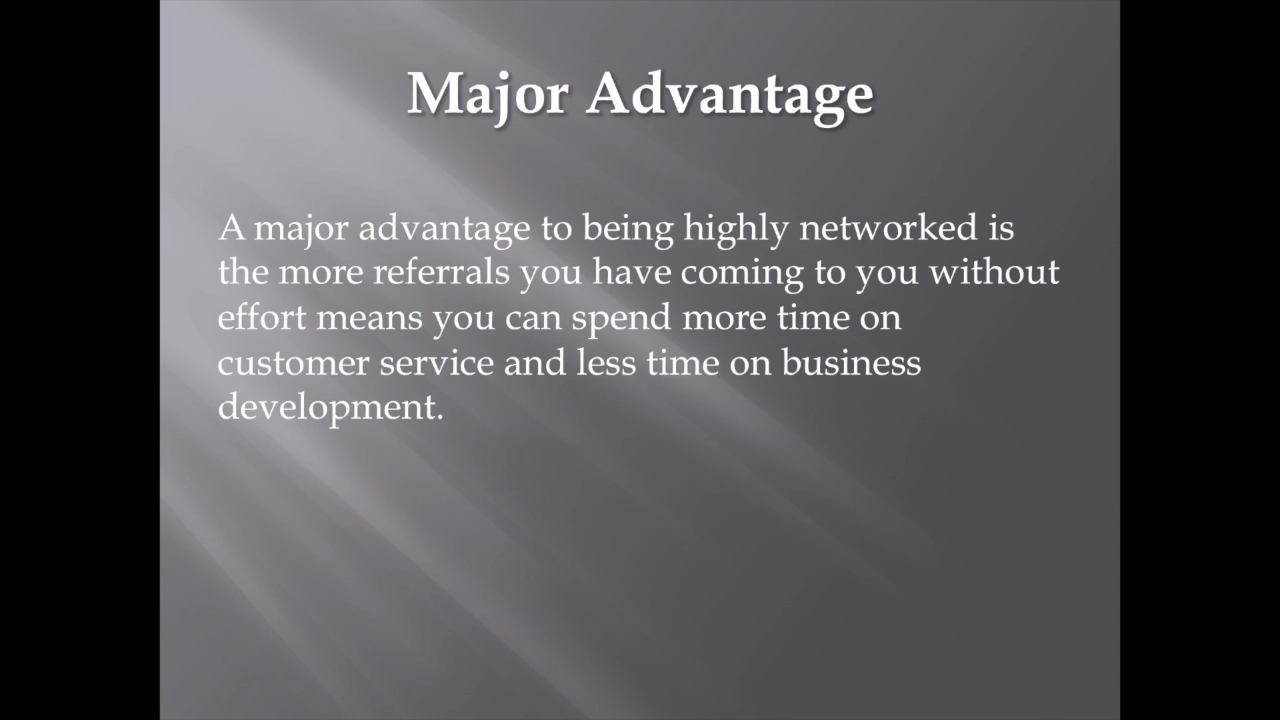 Major Advantage
A major advantage to being highly networked is
the more referrals you have coming to you without
effort means you can spend more time on
customer service and less time on business
development.